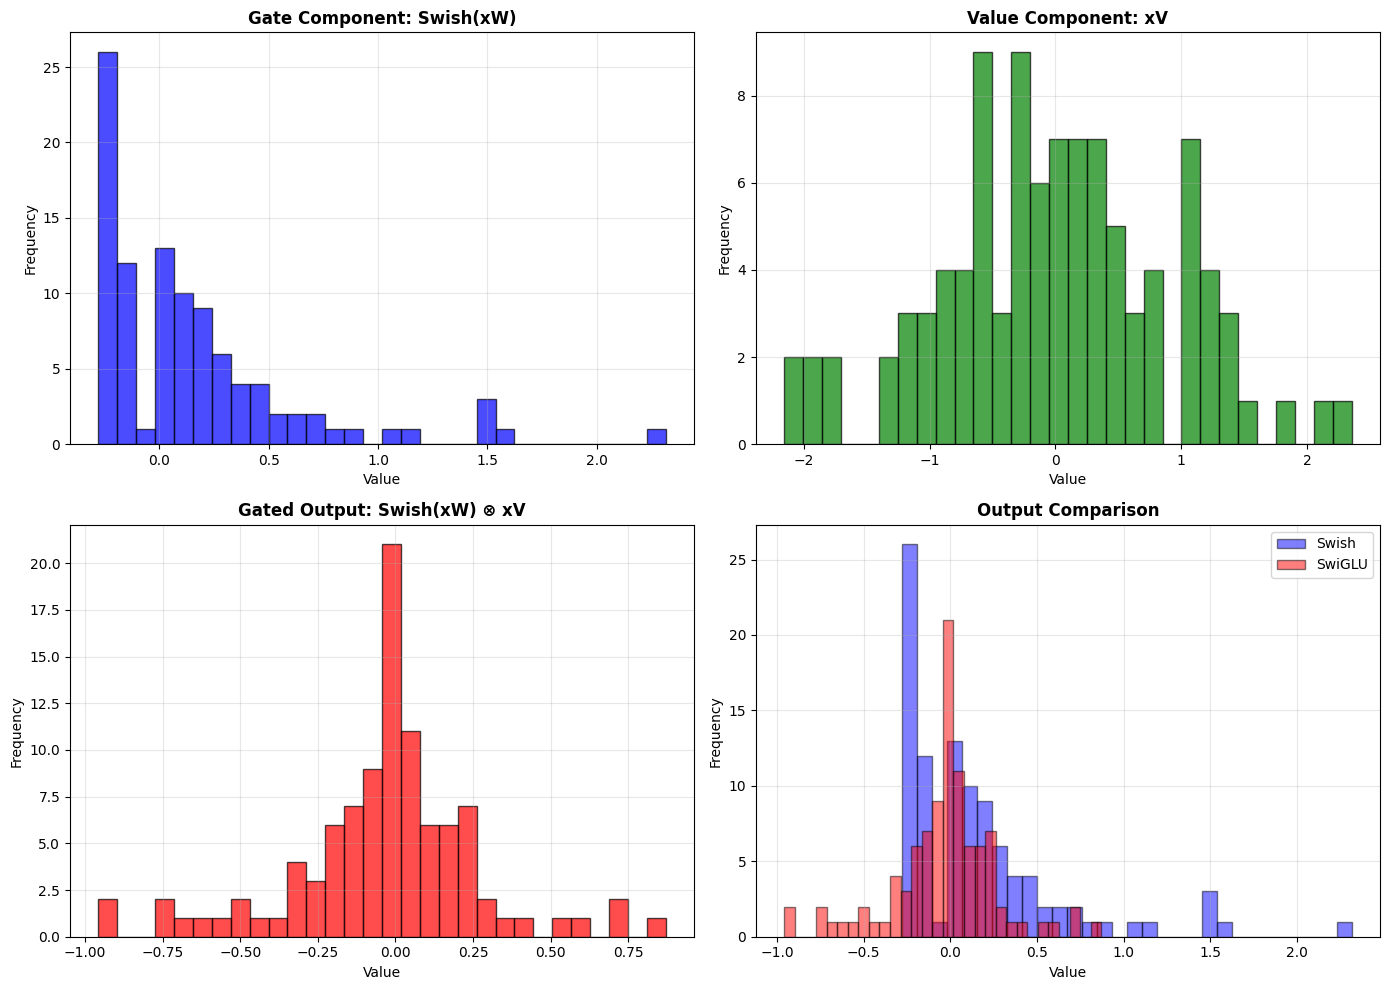 Gate Component: Swish(xW)
Frequency
25
20
15
10
5
0
0.0 0.5 1.0 1.5 2.0
Value
Value Component: xV
Frequency
8
6
4
2
0
−2 −1 0 1 2
Value
Gated Output: Swish(xW) ⊗ xV
Frequency
20.0
17.5
15.0
12.5
10.0
7.5
5.0
2.5
0.0
−1.00 −0.75 −0.50 −0.25 0.00 0.25 0.50 0.75
Value
Output Comparison
Swish
SwiGLU
Frequency
25
20
15
10
5
0
−1.0 −0.5 0.0 0.5 1.0 1.5 2.0
Value